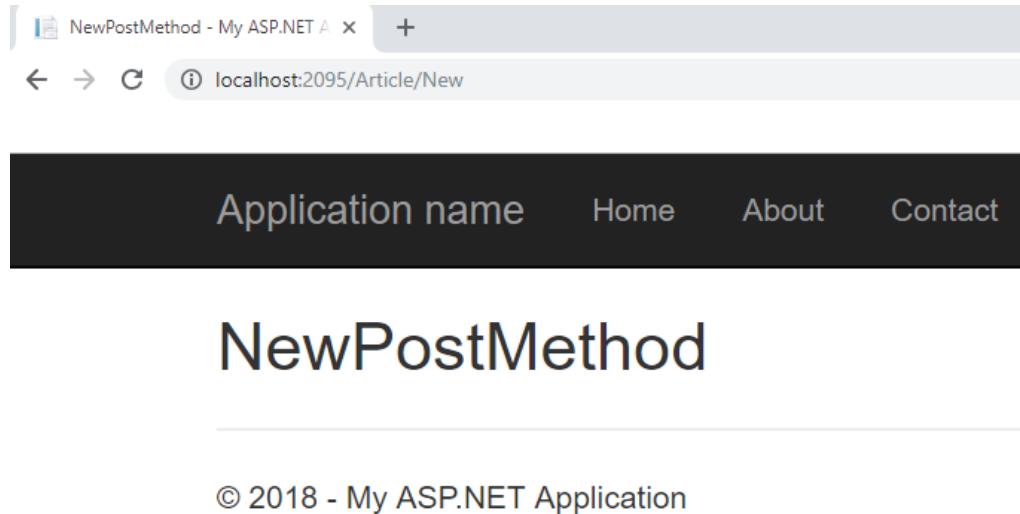 NewPostMethod - My ASP.NET A
localhost:2095/Article/New
Application name Home About Contact
NewPostMethod
© 2018 - My ASP.NET Application